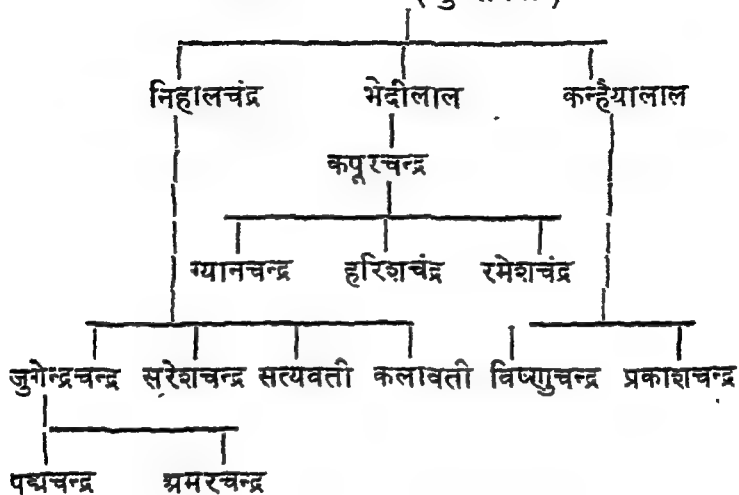 निहालचंद्र भेदीलाल कन्हैयालाल
कपूरचन्द्र
ग्यानचन्द्र हरिशचंद्र रमेशचंद्र
जुगेन्द्रचन्द्र सुरेशचन्द्र सत्यवती कलावती विष्णुचन्द्र प्रकाशचन्द्र
पद्मचन्द्र अमरचन्द्र